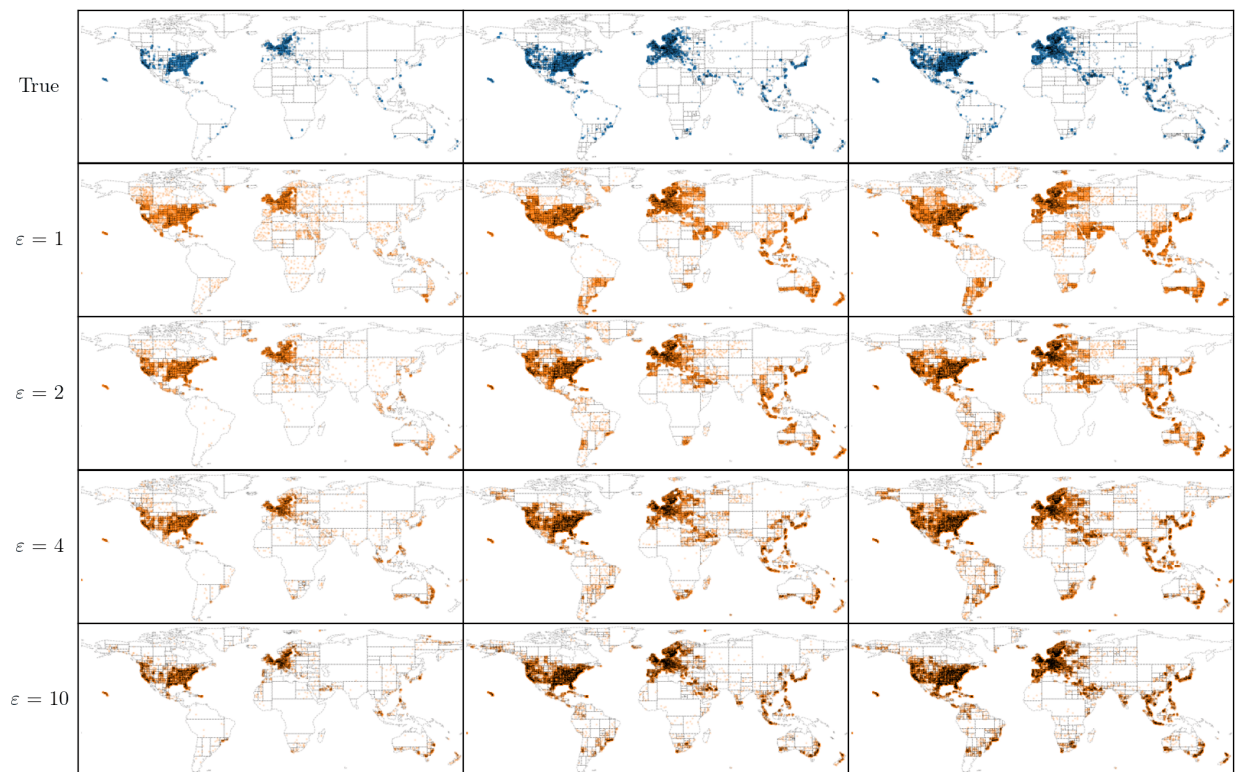 True
ε = 1
ε = 2
ε = 4
ε = 10